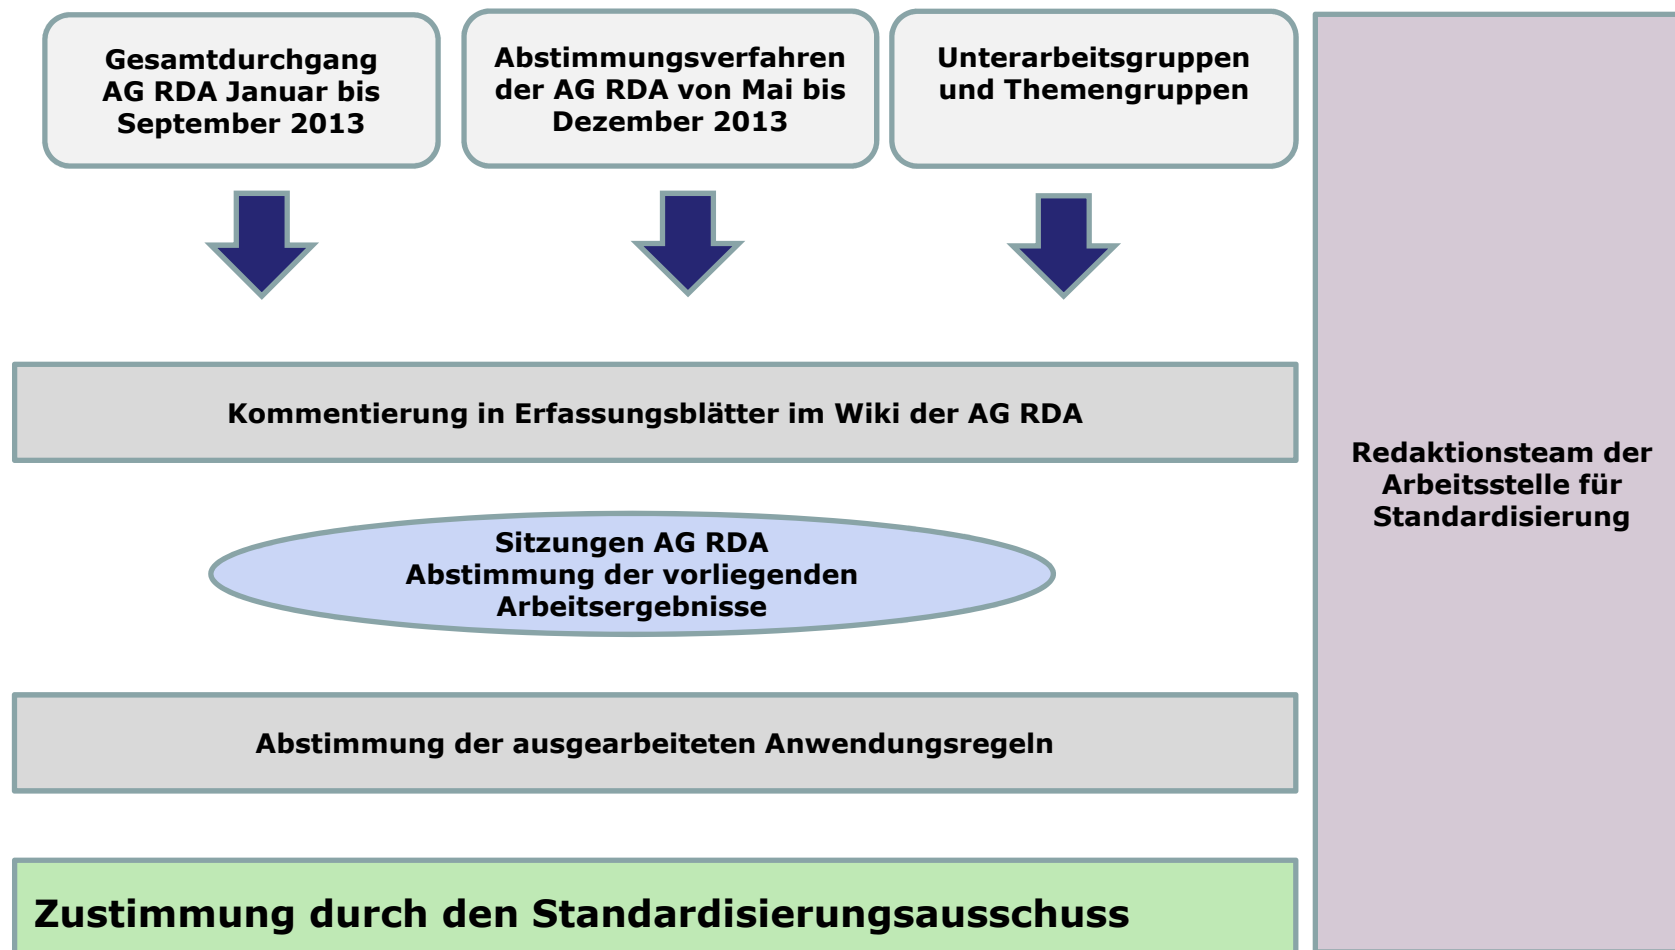 Gesamtdurchgang
AG RDA Januar bis
September 2013
Abstimmungsverfahren
der AG RDA von Mai bis
Dezember 2013
Unterarbeitsgruppen
und Themengruppen
Kommentierung in Erfassungsblätter im Wiki der AG RDA
Sitzungen AG RDA
Abstimmung der vorliegenden
Arbeitsergebnisse
Abstimmung der ausgearbeiteten Anwendungsregeln
Zustimmung durch den Standardisierungsausschuss
Redaktionsteam der
Arbeitsstelle für
Standardisierung